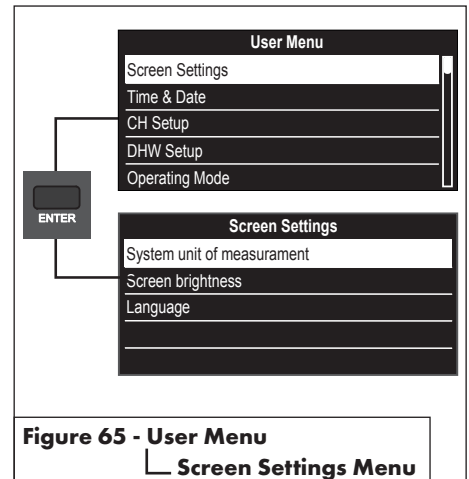 User Menu
Screen Settings
Time & Date
CH Setup
DHW Setup
Operating Mode
ENTER
Screen Settings
System unit of measurament
Screen brightness
Language
Figure 65 - User Menu
Screen Settings Menu